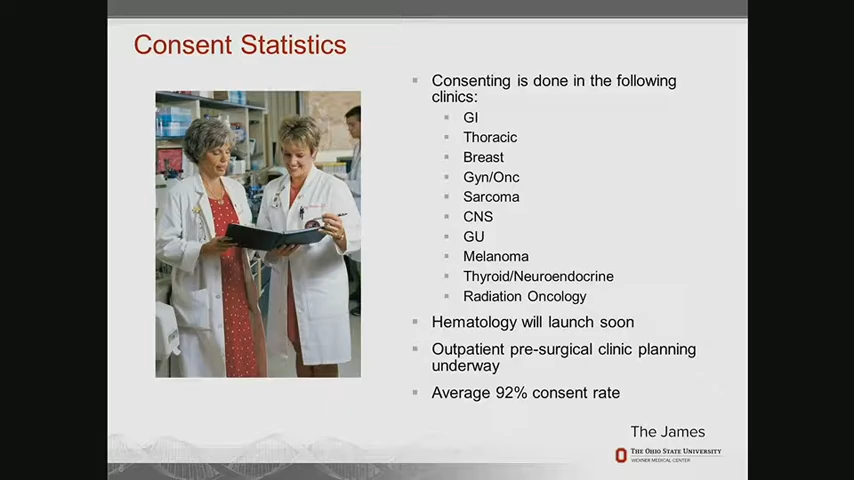 Consent Statistics
Consenting is done in the following
clinics:
GI
Thoracic
Breast
Gyn/Onc
Sarcoma
CNS
GU
Melanoma
Thyroid/Neuroendocrine
Radiation Oncology
Hematology will launch soon
Outpatient pre-surgical clinic planning
underway
Average 92% consent rate
The James
THE OHIO STATE UNIVERSITY
WEXNER MEDICAL CENTER